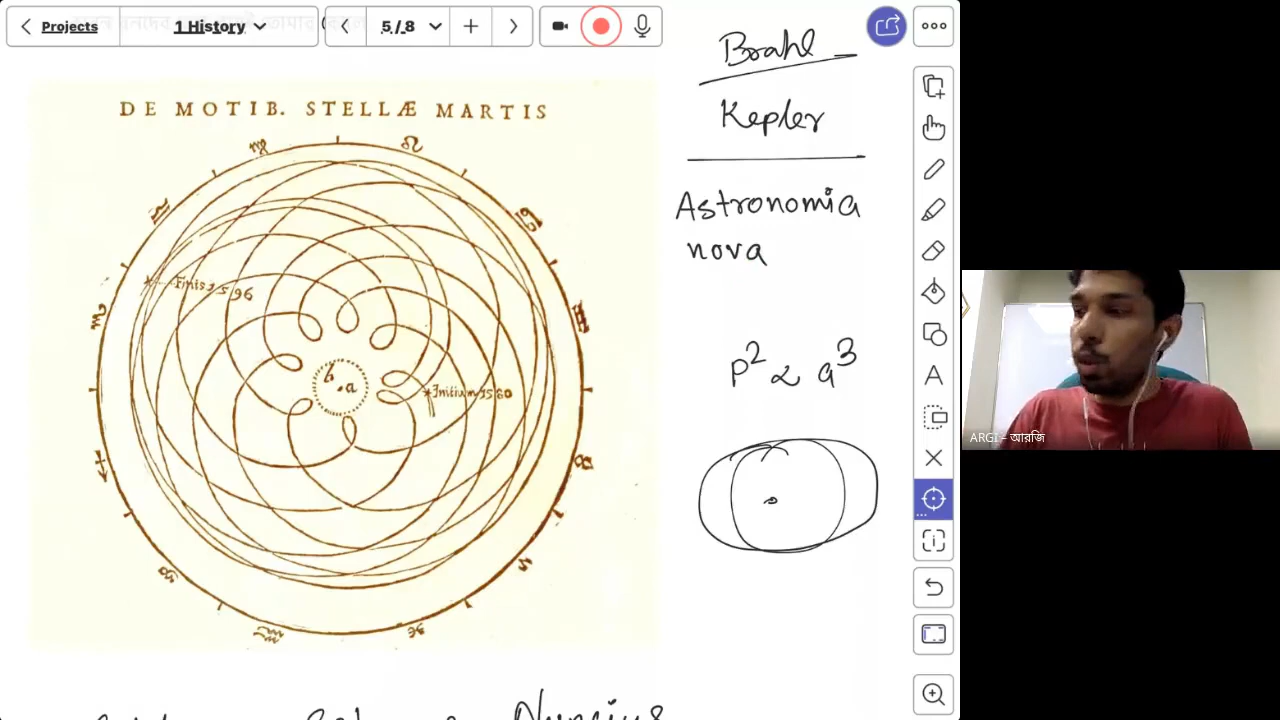 Projects
1 History
5/8
DE MOTIB. STELLÆ MARTIS
Finis 1596
b
a
Initium 1580
Brahe
Kepler
Astronomia
nova
P² ∝ a³
A
ARGI – আরজি